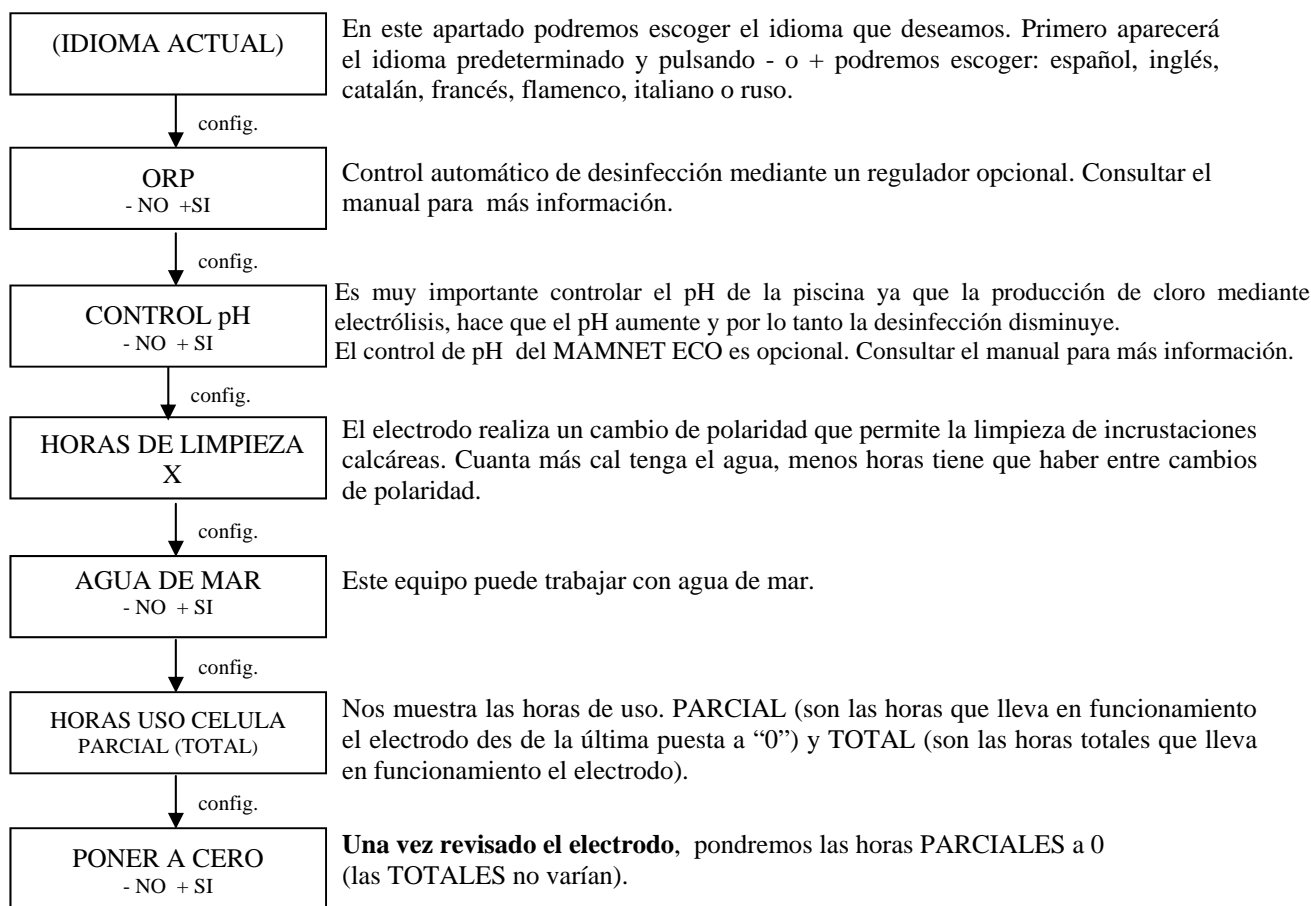 (IDIOMA ACTUAL)
En este apartado podremos escoger el idioma que deseamos. Primero aparecerá
el idioma predeterminado y pulsando - o + podremos escoger: español, inglés,
catalán, francés, flamenco, italiano o ruso.
config.
ORP
- NO +SI
Control automático de desinfección mediante un regulador opcional. Consultar el
manual para más información.
config.
CONTROL pH
- NO + SI
Es muy importante controlar el pH de la piscina ya que la producción de cloro mediante
electrólisis, hace que el pH aumente y por lo tanto la desinfección disminuye.
El control de pH del MAMNET ECO es opcional. Consultar el manual para más información.
config.
HORAS DE LIMPIEZA
X
El electrodo realiza un cambio de polaridad que permite la limpieza de incrustaciones
calcáreas. Cuanta más cal tenga el agua, menos horas tiene que haber entre cambios
de polaridad.
config.
AGUA DE MAR
- NO + SI
Este equipo puede trabajar con agua de mar.
config.
HORAS USO CELULA
PARCIAL (TOTAL)
Nos muestra las horas de uso. PARCIAL (son las horas que lleva en funcionamiento
el electrodo des de la última puesta a “0”) y TOTAL (son las horas totales que lleva
en funcionamiento el electrodo).
config.
PONER A CERO
- NO + SI
Una vez revisado el electrodo, pondremos las horas PARCIALES a 0
(las TOTALES no varían).